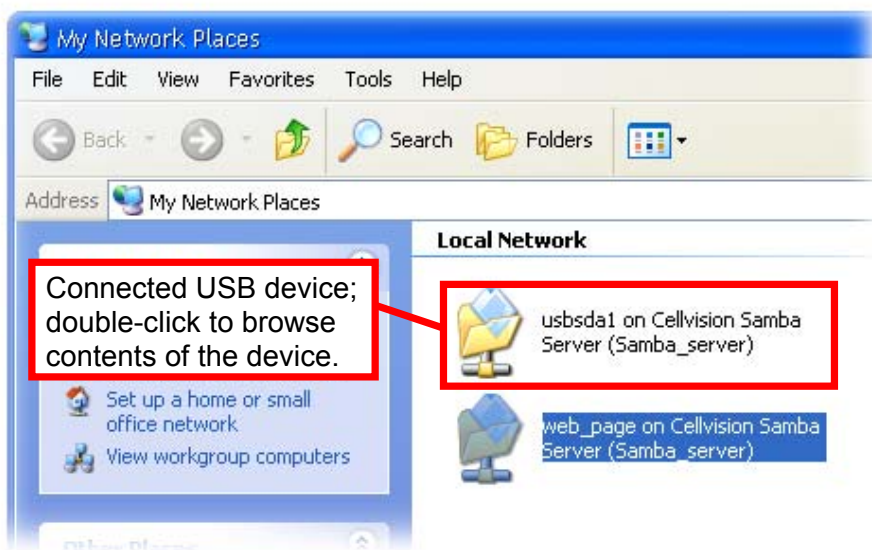 My Network Places
File Edit View Favorites Tools Help
Back Search Folders
Address My Network Places
Local Network
Connected USB device;
double-click to browse
contents of the device.
usbsda1 on Cellvision Samba
Server (Samba_server)
Set up a home or small
office network
View workgroup computers
web_page on Cellvision Samba
Server (Samba_server)
Other Places